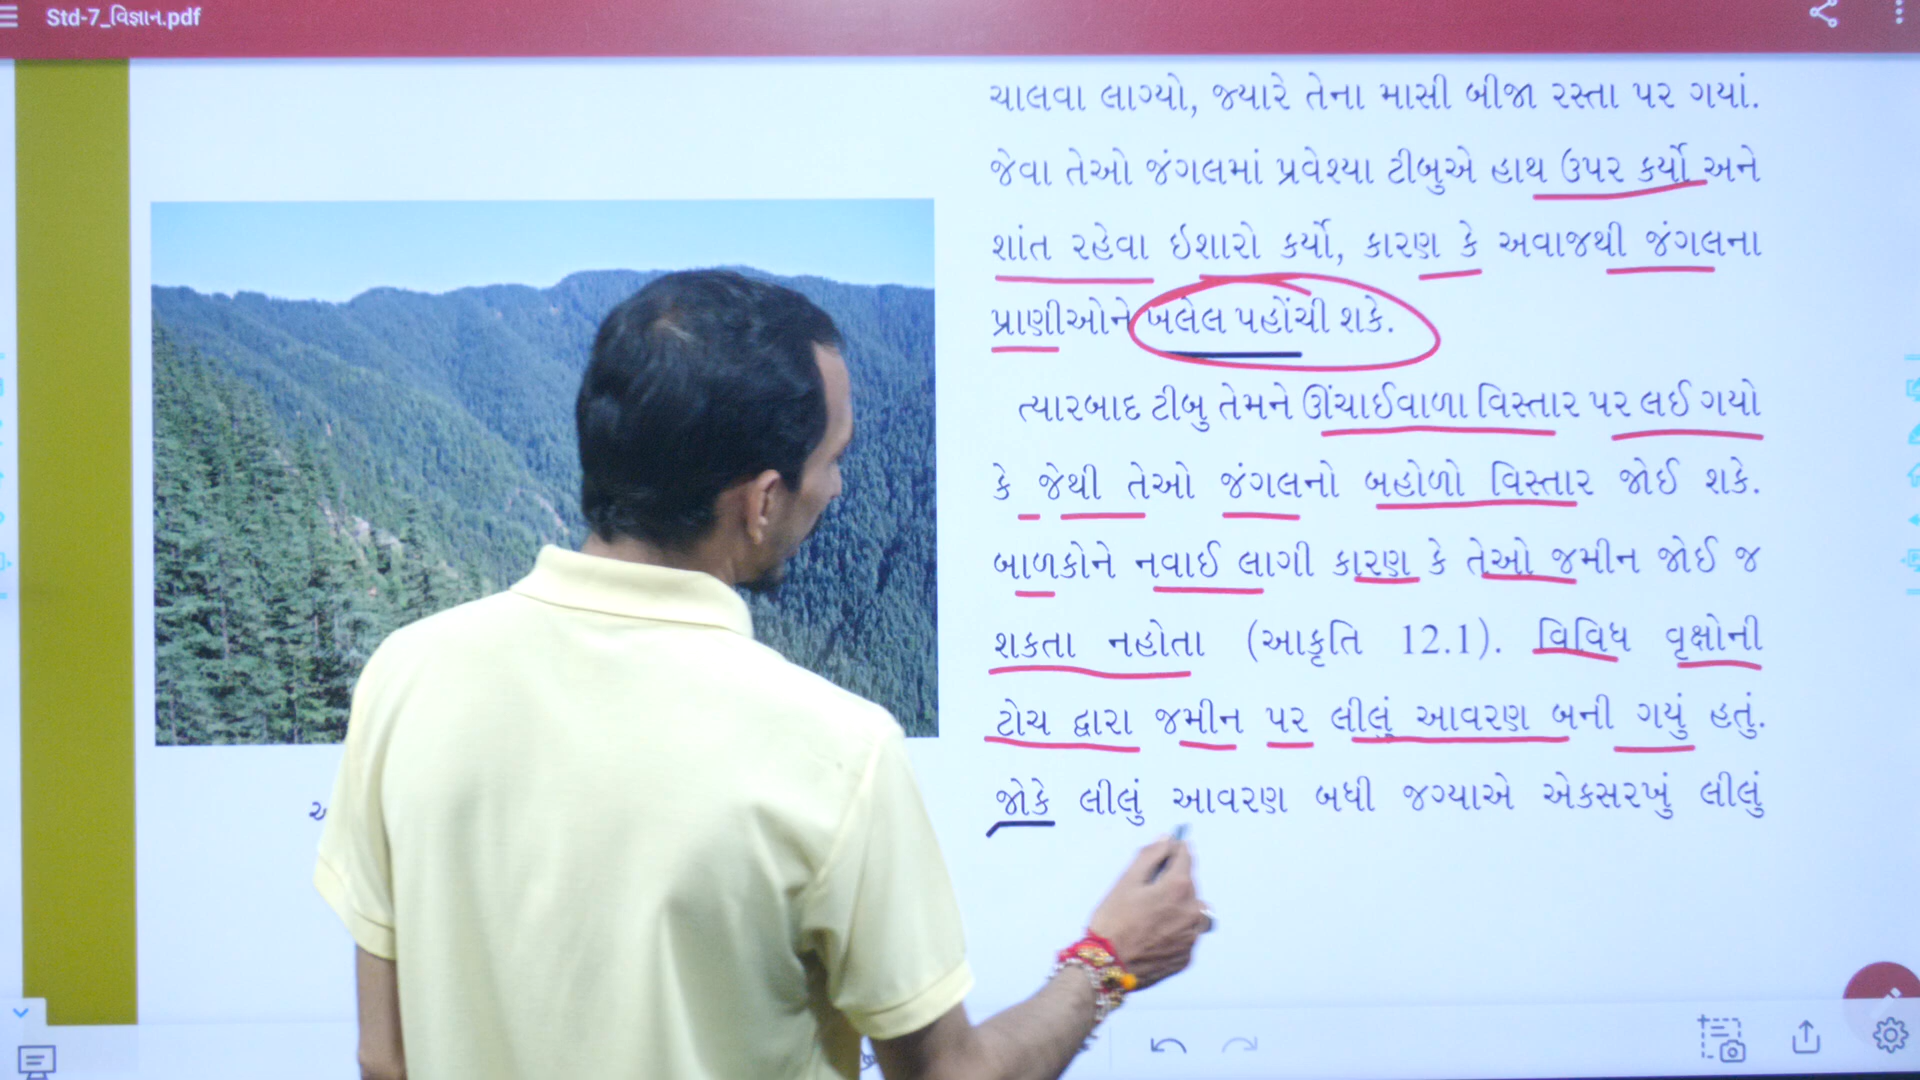 Std-7_વિજ્ઞાન.pdf
ચાલવા લાગ્યો, જ્યારે તેના માસી બીજા રસ્તા પર ગયાં.
જેવા તેઓ જંગલમાં પ્રવેશ્યા ટીબુએ હાથ ઉપર કર્યો અને
શાંત રહેવા ઇશારો કર્યો, કારણ કે અવાજથી જંગલના
પ્રાણીઓને ખલેલ પહોંચી શકે.
ત્યારબાદ ટીબુ તેમને ઊંચાઈવાળા વિસ્તાર પર લઈ ગયો
કે જેથી તેઓ જંગલનો બહોળો વિસ્તાર જોઈ શકે.
બાળકોને નવાઈ લાગી કારણ કે તેઓ જમીન જોઈ જ
શકતા નહોતા (આકૃતિ 12.1). વિવિધ વૃક્ષોની
ટોચ દ્વારા જમીન પર લીલું આવરણ બની ગયું હતું.
જોકે લીલું આવરણ બધી જગ્યાએ એકસરખું લીલું